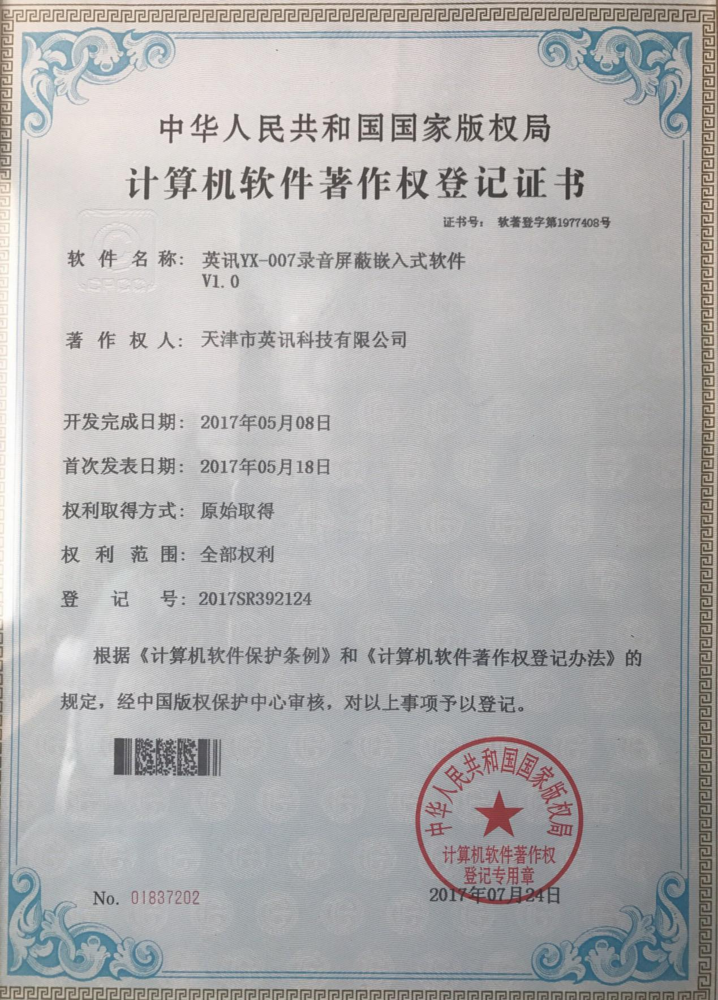 中华人民共和国国家版权局
计算机软件著作权登记证书
证书号： 软著登字第1977408号
软件名称： 英讯YX-007录音屏蔽嵌入式软件
V1.0
著作权人： 天津市英讯科技有限公司
开发完成日期： 2017年05月08日
首次发表日期： 2017年05月18日
权利取得方式： 原始取得
权利范围： 全部权利
登记号： 2017SR392124
根据《计算机软件保护条例》和《计算机软件著作权登记办法》的
规定，经中国版权保护中心审核，对以上事项予以登记。
中华人民共和国国家版权局
计算机软件著作权
登记专用章
No. 01837202
2017年07月24日